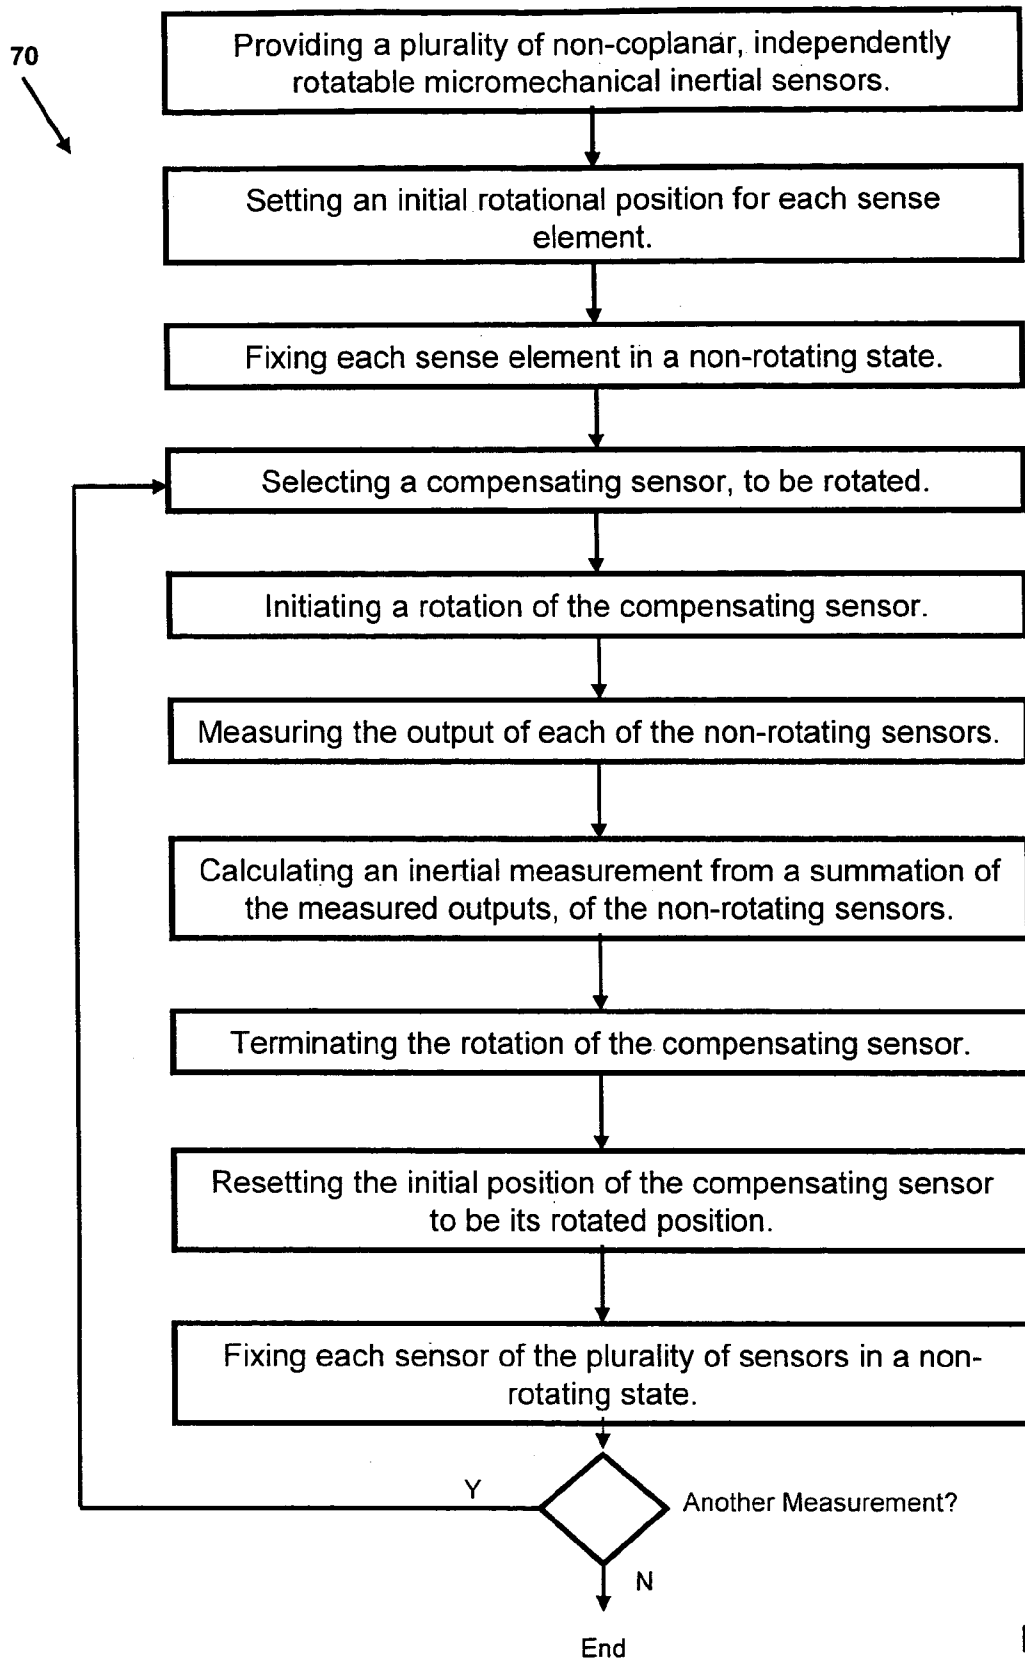 70
Providing a plurality of non-coplanar, independently
rotatable micromechanical inertial sensors.
Setting an initial rotational position for each sense
element.
Fixing each sense element in a non-rotating state.
Selecting a compensating sensor, to be rotated.
Initiating a rotation of the compensating sensor.
Measuring the output of each of the non-rotating sensors.
Calculating an inertial measurement from a summation of
the measured outputs, of the non-rotating sensors.
Terminating the rotation of the compensating sensor.
Resetting the initial position of the compensating sensor
to be its rotated position.
Fixing each sensor of the plurality of sensors in a non-
rotating state.
Y
Another Measurement?
N
End